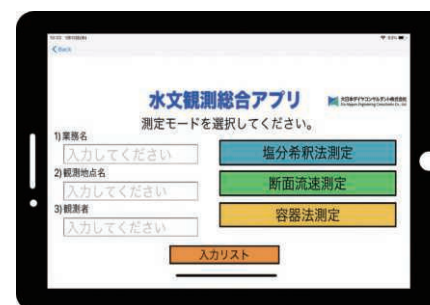 Back
水文観測総合アプリ
測定モードを選択してください。
1)業務名
入力してください
塩分希釈法測定
2)観測地点名
入力してください
断面流速測定
3)観測者
入力してください
容器法測定
入力リスト